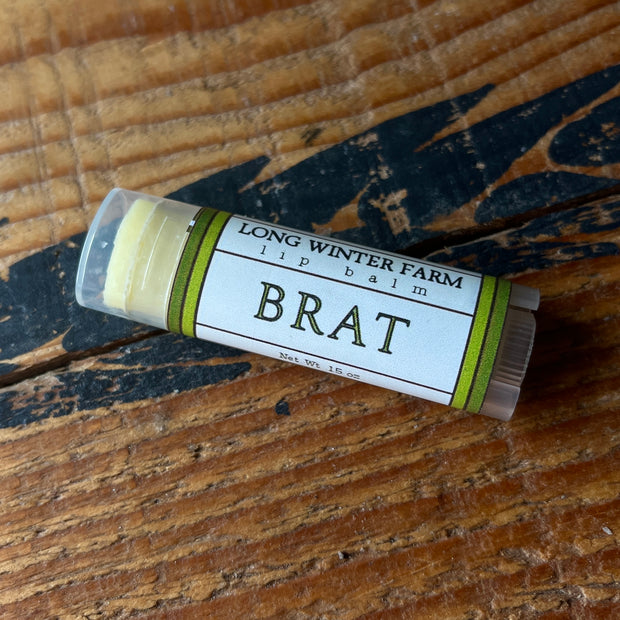 LONG WINTER FARM
lip balm
BRAT
Net Wt .15 oz